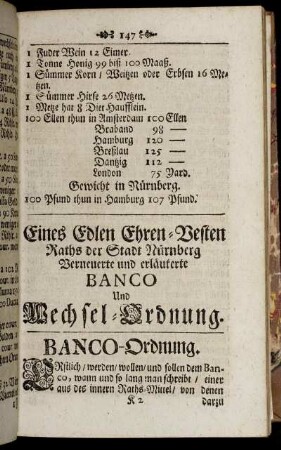 147
1 Fuder Wein 12 Eimer.
1 Tonne Honig 99 biß 100 Maaß.
1 Sümmer Korn / Weitzen oder Erbsen 16 Me-
tzen.
1 Sümmer Hirse 26 Metzen.
1 Metze hat 8 Diet Haufflein.
100 Ellen thun in Amsterdam 100 Ellen
Braband 98 —
Hamburg 120 —
Breßlau 125 —
Dantzig 112 —
London 75 Yard.
Gewicht in Nürnberg.
100 Pfund thun in Hamburg 107 Pfund.
Eines Edlen Ehren-Vesten
Raths der Stadt Nürnberg
Verneuerte und erläuterte
BANCO
Und
Wechsel-Ordnung.
BANCO-Ordnung.
ERstlich / werden / wollen / und sollen dem Ban-
co, wann und so lang man schreibt / einer
aus des innern Raths-Mittel / von denen
K 2 darzu